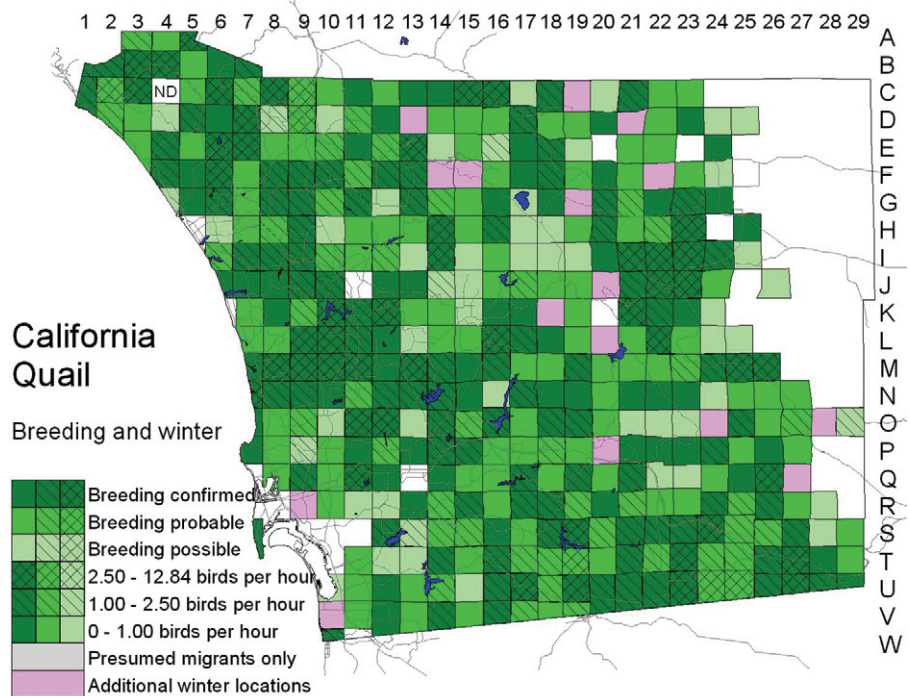 1 2 3 4 5 6 7 8 9 10 11 12 13 14 15 16 17 18 19 20 21 22 23 24 25 26 27 28 29
A
B
C
ND
D
E
F
G
H
I
J
K
L
M
N
O
P
Q
R
S
T
U
V
W
California
Quail
Breeding and winter
Breeding confirmed
Breeding probable
Breeding possible
2.50 - 12.84 birds per hour
1.00 - 2.50 birds per hour
0 - 1.00 birds per hour
Presumed migrants only
Additional winter locations